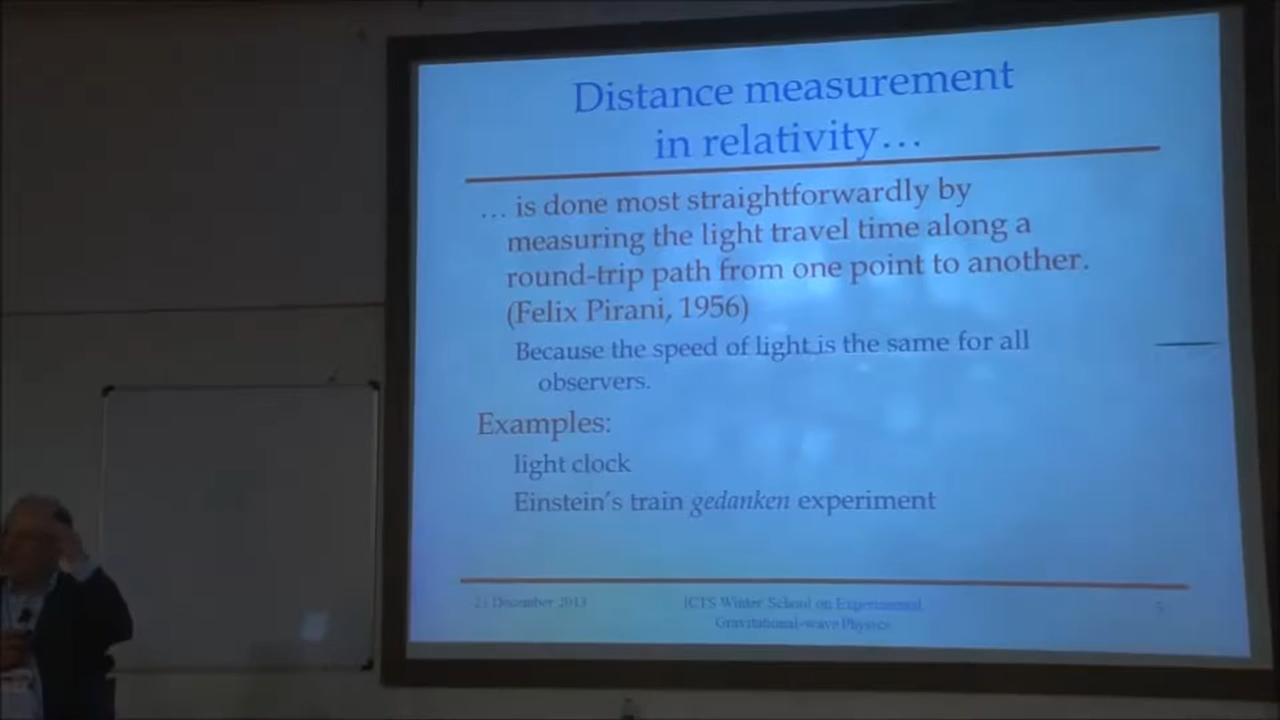 Distance measurement
in relativity...
... is done most straightforwardly by
measuring the light travel time along a
round-trip path from one point to another.
(Felix Pirani, 1956)
Because the speed of light is the same for all
observers.
Examples:
light clock
Einstein's train gedanken experiment
21 December 2013
ICTS Winter School on Experimental
Gravitational-wave Physics
5